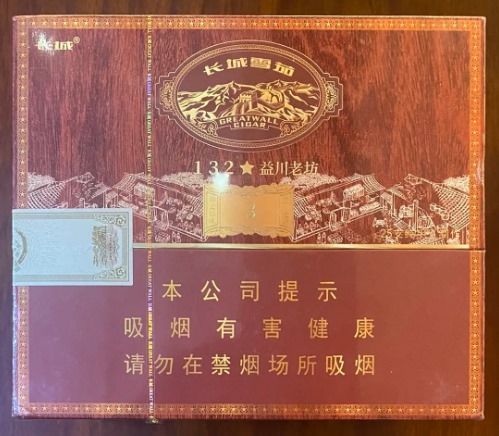 长城®
长城雪茄
GREATWALL
CIGAR
132★益川老坊
3
本公司提示
吸烟有害健康
请勿在禁烟场所吸烟